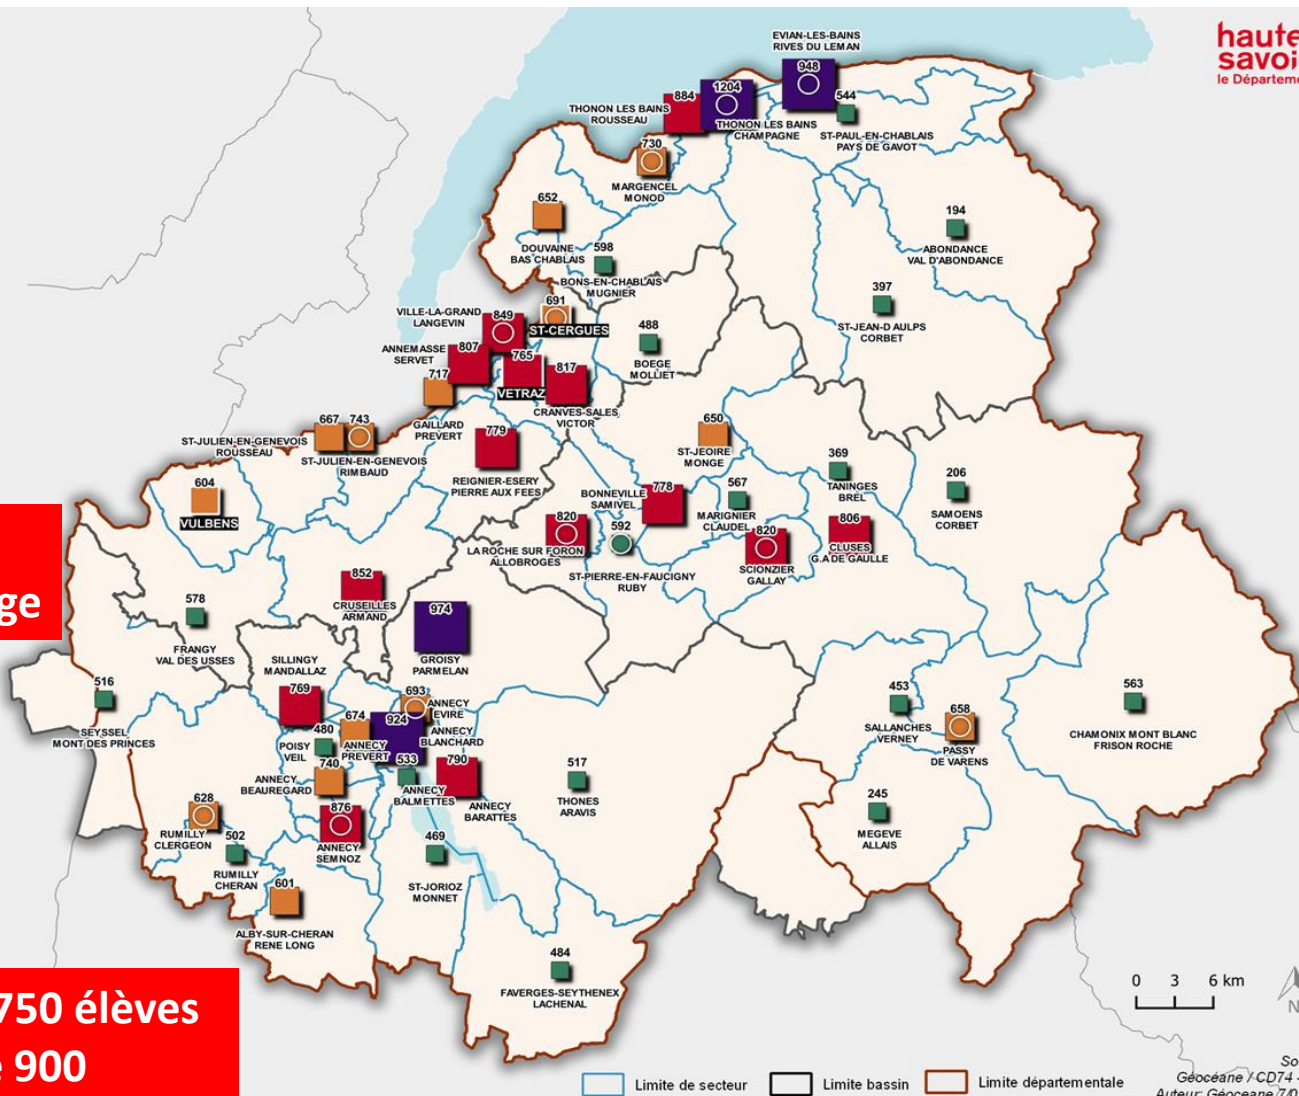 haute
savoi
le Départeme
EVIAN-LES-BAINS
RIVES DU LEMAN
948
1204
884
544
THONON LES BAINS
ROUSSEAU
THONON LES BAINS
CHAMPAGNE
ST-PAUL-EN-CHABLAIS
PAYS DE GAVOT
730
MARGENCEL
MONOD
652
DOUVAINE
BAS CHABLAIS
598
BONS-EN-CHABLAIS
MUGNIER
194
ABONDANCE
VAL D'ABONDANCE
397
ST-JEAN-D AULPS
CORBET
691
ST-CERGUES
VILLE-LA-GRAND
LANGEVIN
849
488
BOEGE
MOLLIET
ANNEMASSE
SERVET
807
765
VETRAZ
817
CRANVES-SALES
VICTOR
717
GAILLARD
PREVERT
667
743
ST-JULIEN-EN-GENEVOIS
ROUSSEAU
ST-JULIEN-EN-GENEVOIS
RIMBAUD
779
REIGNIER-ESERY
PIERRE AUX FEES
650
ST-JEOIRE
MONGE
369
TANINGES
BREL
206
SAMOENS
CORBET
604
VULBENS
BONNEVILLE
SAMIVEL
778
567
MARIGNIER
CLAUDEL
820
LA ROCHE SUR FORON
ALLOBROGES
592
ST-PIERRE-EN-FAUCIGNY
RUBY
820
SCIONZIER
GALLAY
806
CLUSES
G.A DE GAULLE
ge
852
CRUSEILLES
ARMAND
974
GROISY
PARMELAN
578
FRANGY
VAL DES USSES
516
SEYSSEL
MONT DES PRINCES
SILLINGY
MANDALLAZ
769
693
ANNECY
EVIRE
674
ANNECY
PREVERT
924
ANNECY
BLANCHARD
480
POISY
VEIL
740
ANNECY
BEAUREGARD
533
ANNECY
BALMETTES
790
ANNECY
BARATTES
517
THONES
ARAVIS
453
SALLANCHES
VERNEY
658
PASSY
DE VARENS
563
CHAMONIX MONT BLANC
FRISON ROCHE
245
MEGEVE
ALLAIS
628
RUMILLY
CLERGEON
502
RUMILLY
CHERAN
876
ANNECY
SEMNOZ
469
ST-JORIOZ
MONNET
601
ALBY-SUR-CHERAN
RENE LONG
484
FAVERGES-SEYTHENEX
LACHENAL
750 élèves
900
0 3 6 km
N
Limite de secteur
Limite bassin
Limite départementale
So
Géocéane / CD74
Auteur: Géocéane